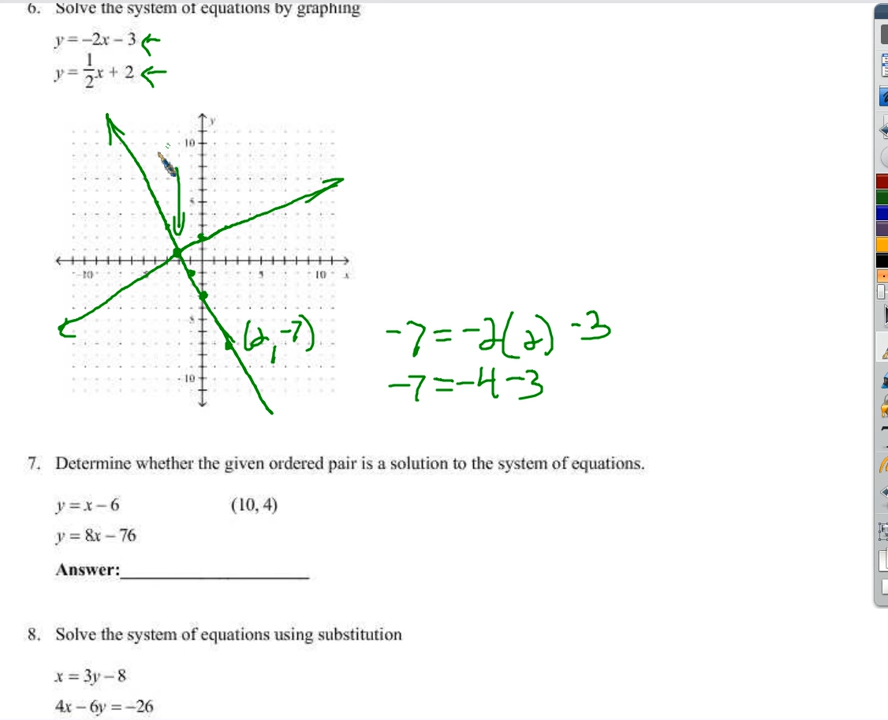 6. Solve the system of equations by graphing
y = –2x – 3
y = 1/2 x + 2
y
10
5
-10
5
10
x
5
-10
(2, -7)
-7 = -2(2) -3
-7 = -4 -3
7. Determine whether the given ordered pair is a solution to the system of equations.
y = x – 6 (10, 4)
y = 8x – 76
Answer:
8. Solve the system of equations using substitution
x = 3y – 8
4x – 6y = –26